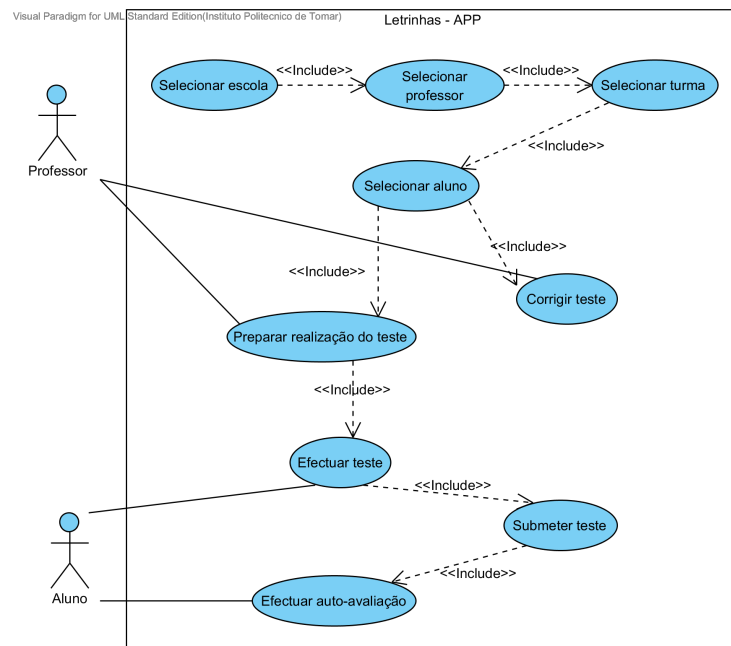 Visual Paradigm for UML Standard Edition(Instituto Politecnico de Tomar)
Letrinhas - APP
<<Include>>
<<Include>>
Selecionar escola
Selecionar
professor
Selecionar turma
<<Include>>
Professor
Selecionar aluno
<<Include>>
<<Include>>
Corrigir teste
Preparar realização do teste
<<Include>>
Efectuar teste
<<Include>>
Submeter teste
<<Include>>
Aluno
Efectuar auto-avaliação